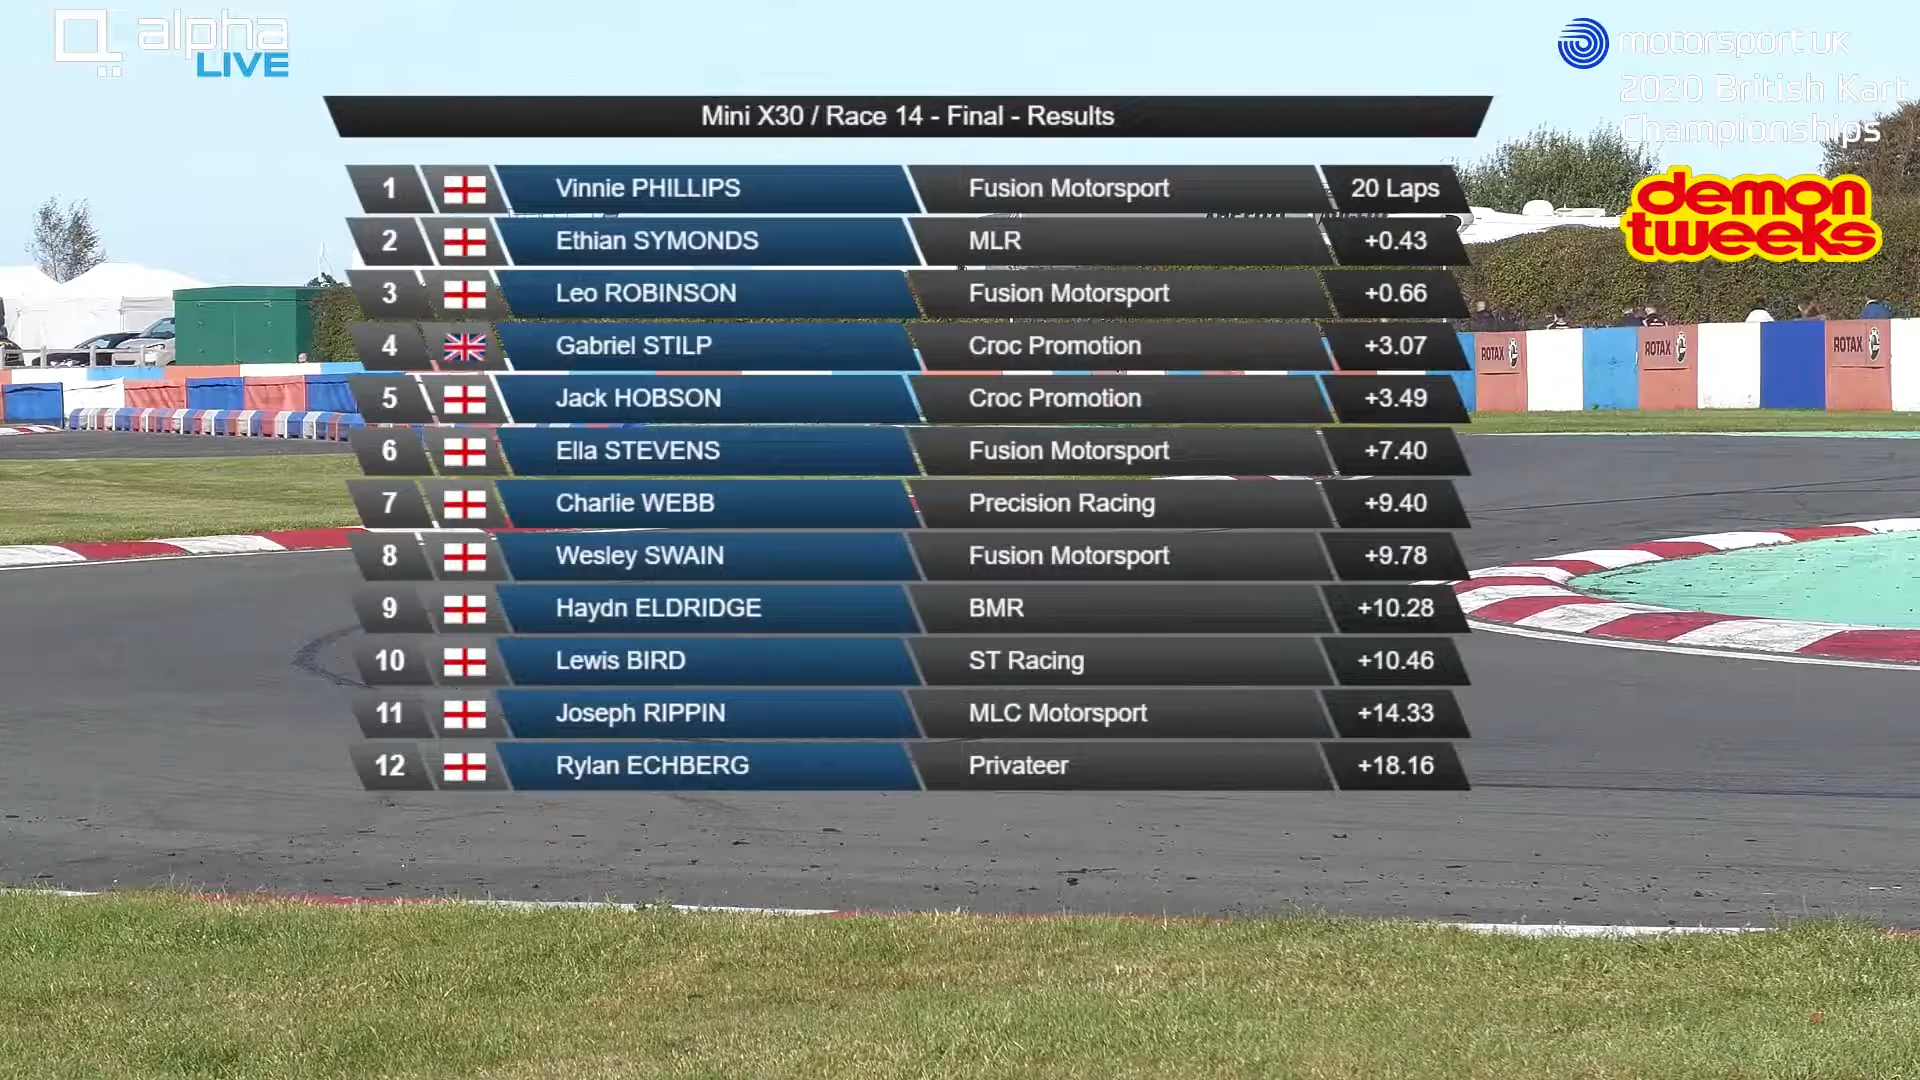 alpha
LIVE
motorsport UK
2020 British Kart
Championships
demon
tweeks
Mini X30 / Race 14 - Final - Results
1 Vinnie PHILLIPS Fusion Motorsport 20 Laps
2 Ethian SYMONDS MLR +0.43
3 Leo ROBINSON Fusion Motorsport +0.66
4 Gabriel STILP Croc Promotion +3.07
5 Jack HOBSON Croc Promotion +3.49
6 Ella STEVENS Fusion Motorsport +7.40
7 Charlie WEBB Precision Racing +9.40
8 Wesley SWAIN Fusion Motorsport +9.78
9 Haydn ELDRIDGE BMR +10.28
10 Lewis BIRD ST Racing +10.46
11 Joseph RIPPIN MLC Motorsport +14.33
12 Rylan ECHBERG Privateer +18.16
ROTAX
ROTAX
ROTAX